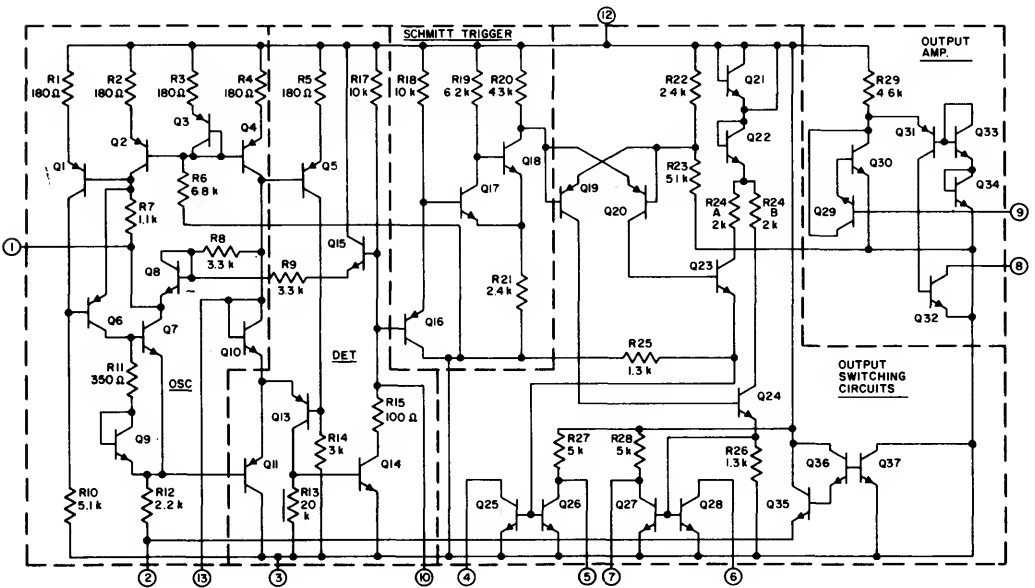 12
SCHMITT TRIGGER
OUTPUT
AMP.
R1
180Ω
R2
180Ω
R3
180Ω
R4
180Ω
R5
180Ω
R17
10k
R18
10k
R19
6.2k
R20
43k
R22
2.4k
Q21
R29
4.6k
Q3
Q2
Q4
Q22
Q31
Q33
Q1
Q5
Q18
R23
51k
Q30
R6
6.8k
Q17
Q19
Q20
Q34
R7
1.1k
R24
A
2k
R24
B
2k
Q29
9
1
R8
3.3k
Q15
Q8
R9
3.3k
Q23
8
R21
2.4k
Q6
Q7
Q16
Q32
Q10
DET
R25
1.3k
R11
350Ω
OSC
OUTPUT
SWITCHING
CIRCUITS
Q13
R15
100Ω
Q24
Q9
R14
3k
R27
5k
R28
5k
R26
1.3k
Q36
Q37
Q11
Q14
R10
5.1k
R12
2.2k
R13
20
k
Q25
Q26
Q27
Q28
Q35
2
13
3
10
4
5
7
6